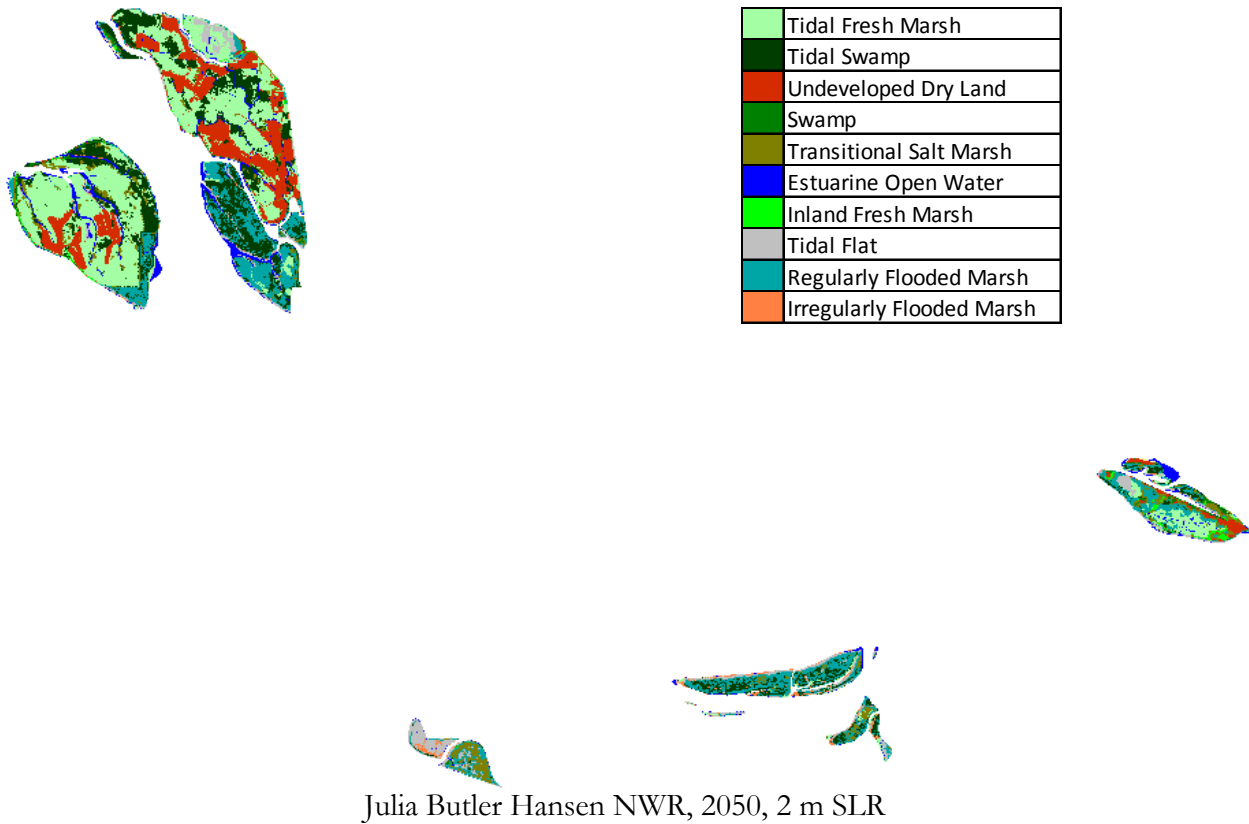 Tidal Fresh Marsh
Tidal Swamp
Undeveloped Dry Land
Swamp
Transitional Salt Marsh
Estuarine Open Water
Inland Fresh Marsh
Tidal Flat
Regularly Flooded Marsh
Irregularly Flooded Marsh
Julia Butler Hansen NWR, 2050, 2 m SLR